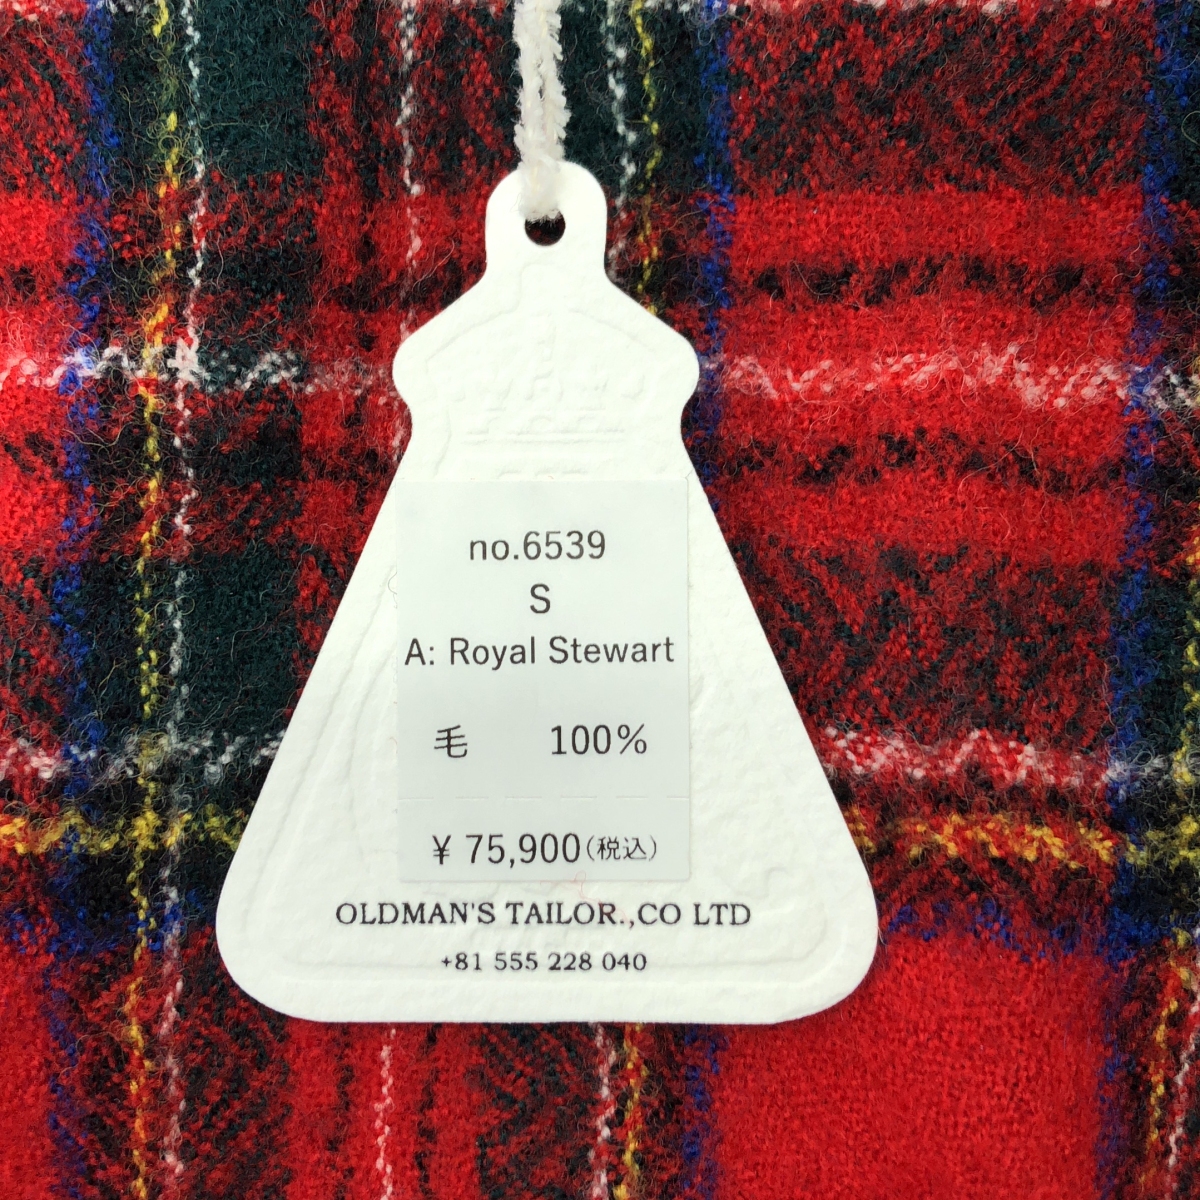 no.6539
S
A: Royal Stewart
毛 100%
¥ 75,900(税込)
OLDMAN'S TAILOR.,CO LTD
+81 555 228 040